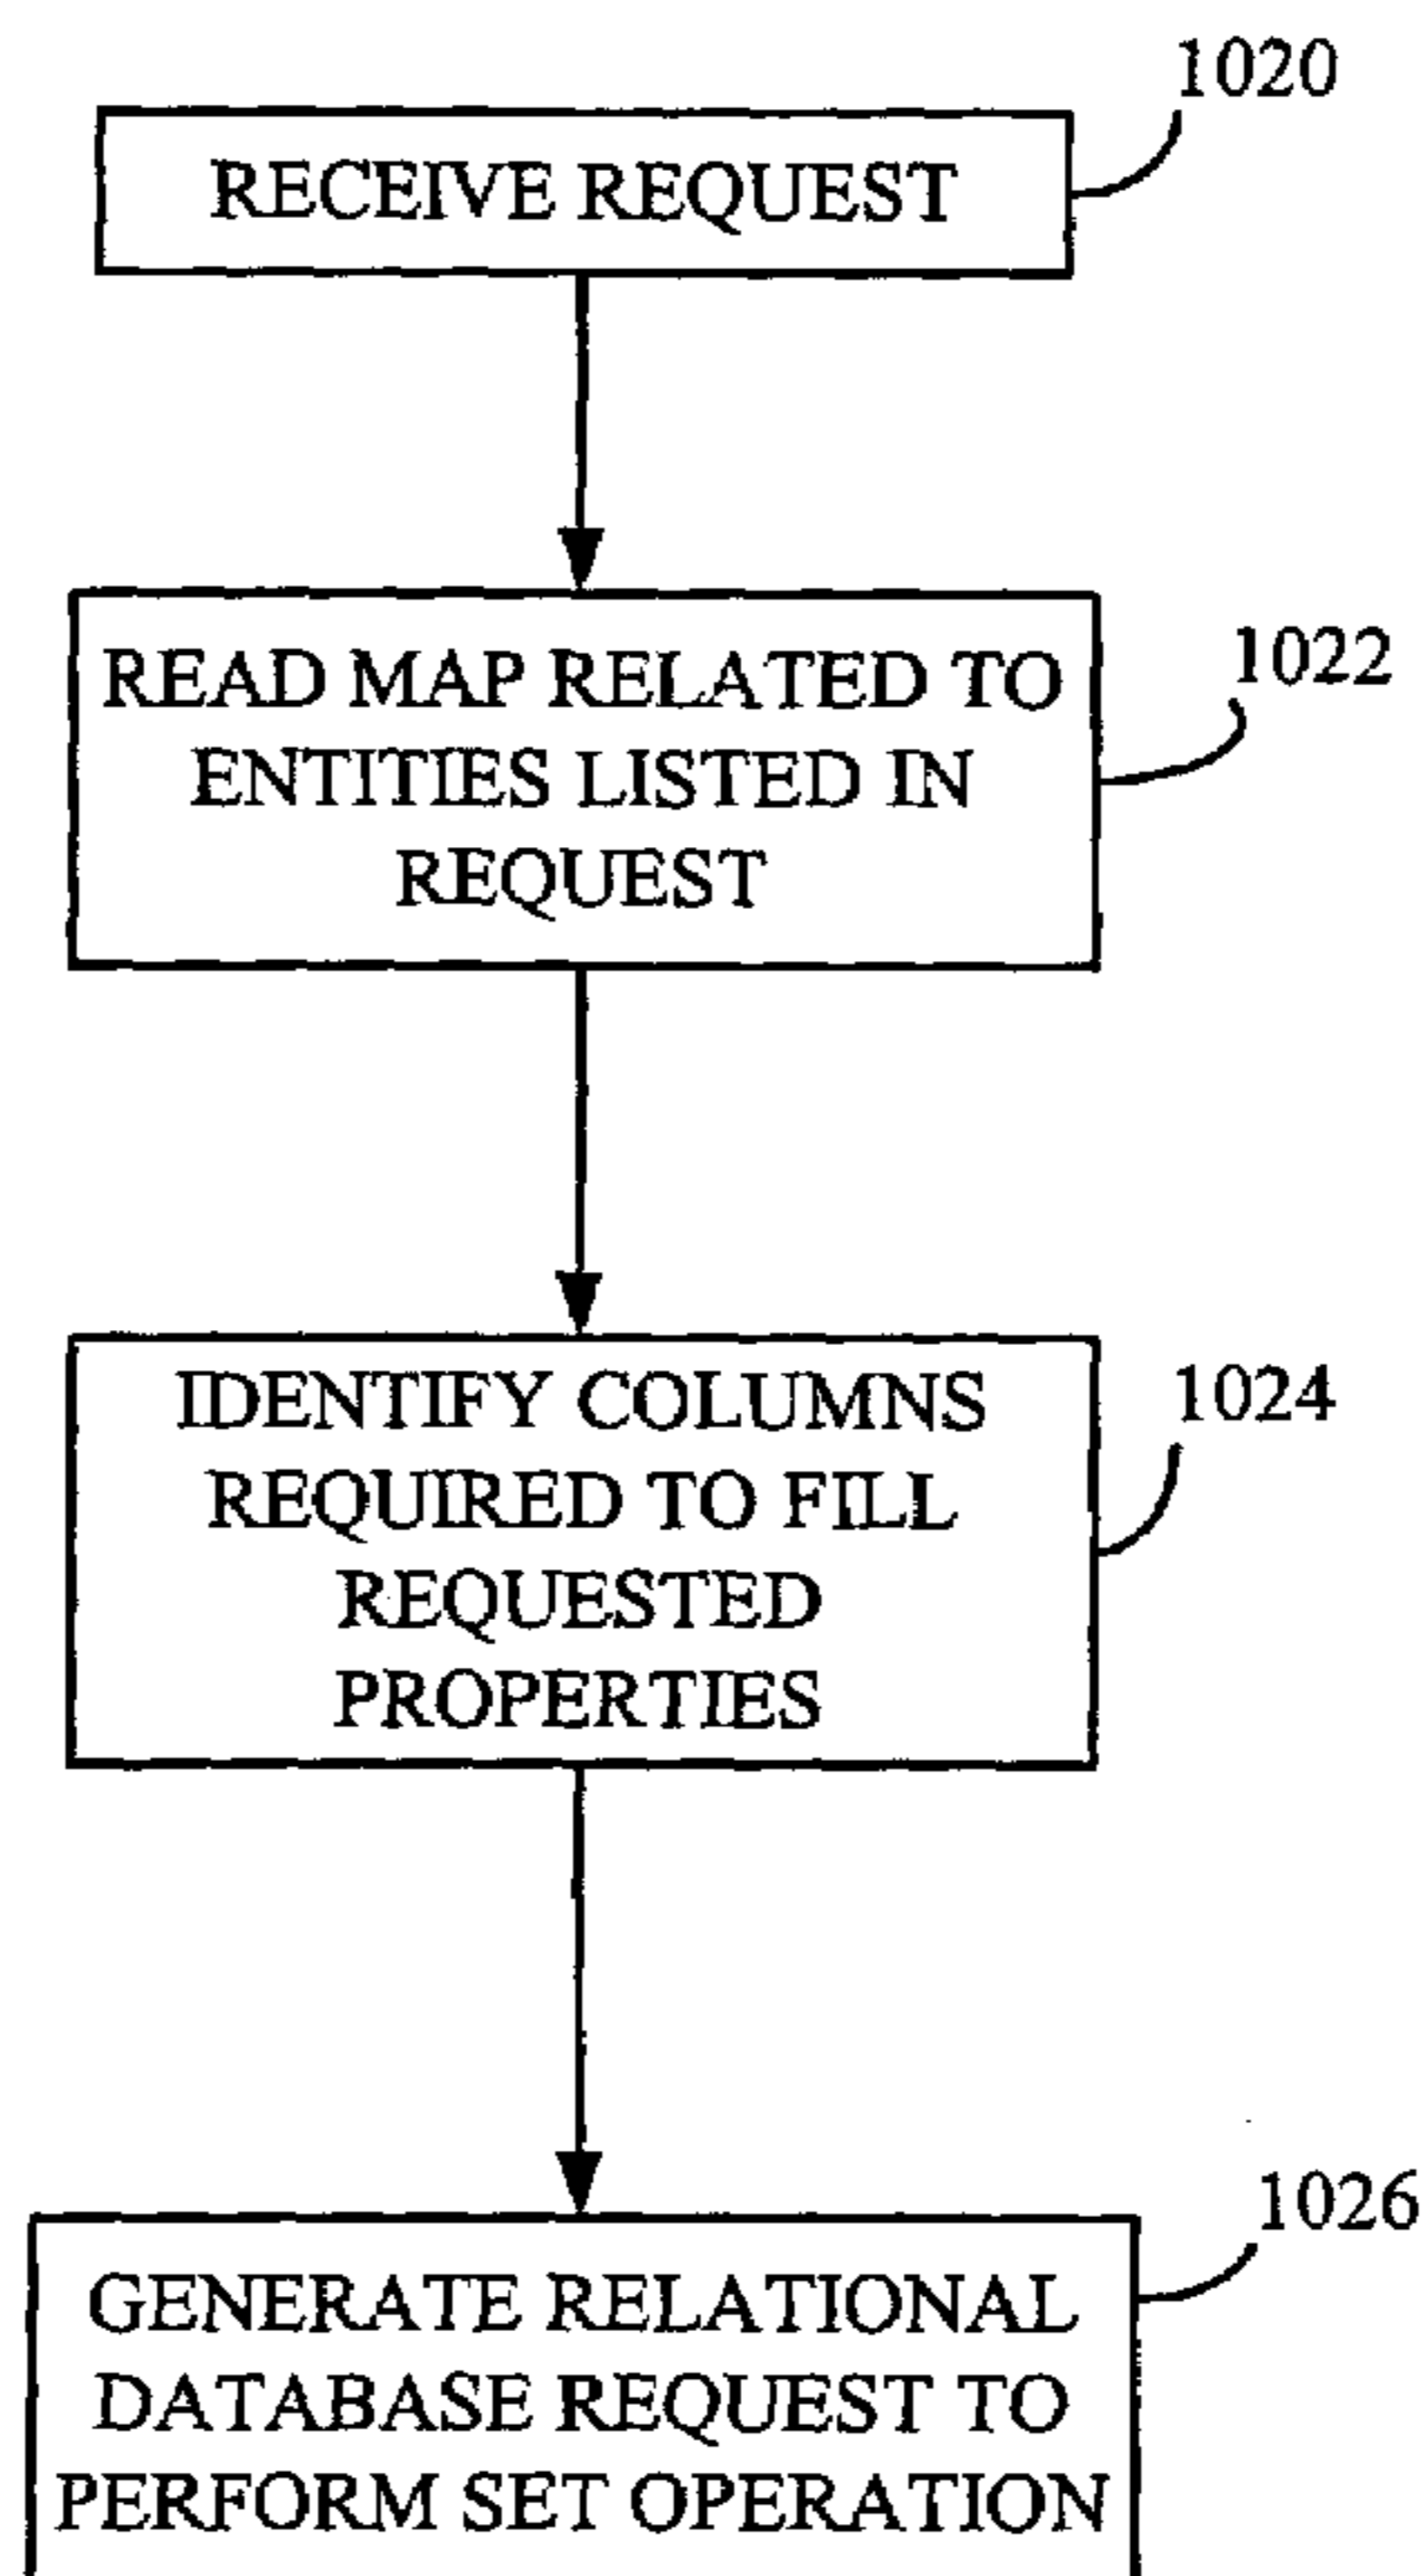 1020
RECEIVE REQUEST
1022
READ MAP RELATED TO
ENTITIES LISTED IN
REQUEST
1024
IDENTIFY COLUMNS
REQUIRED TO FILL
REQUESTED
PROPERTIES
1026
GENERATE RELATIONAL
DATABASE REQUEST TO
PERFORM SET OPERATION